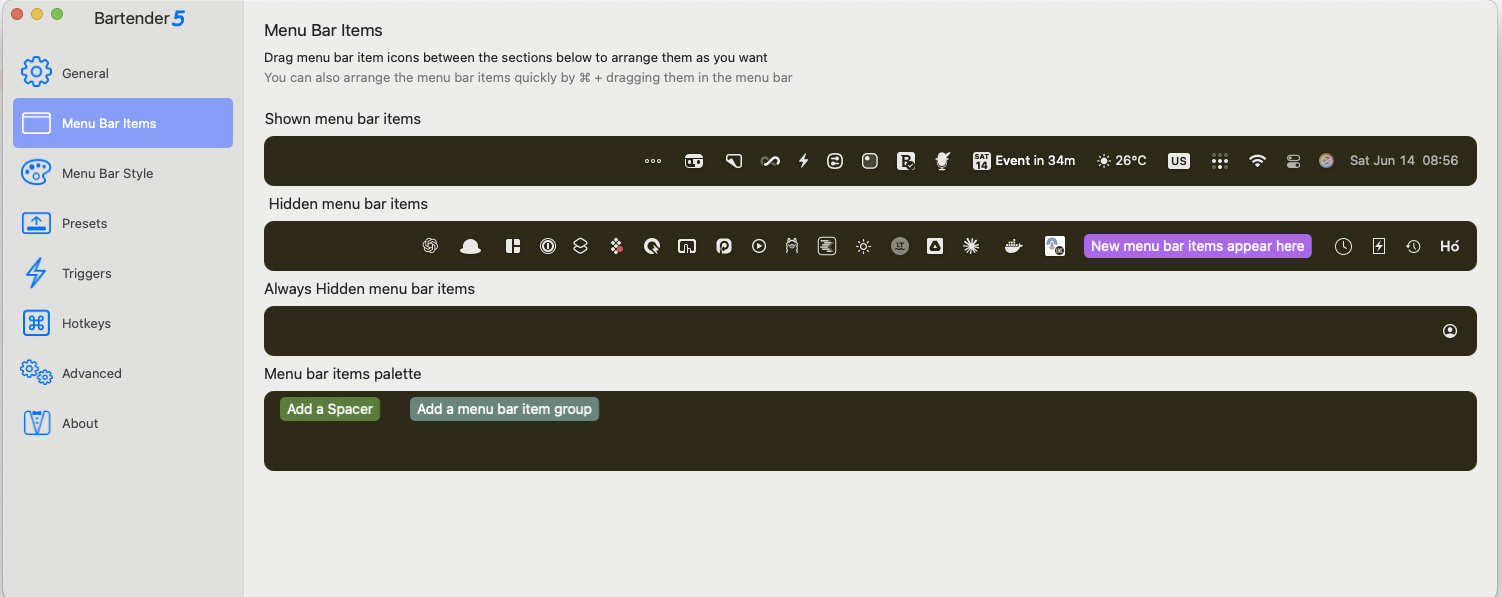 Bartender 5
General
Menu Bar Items
Menu Bar Style
Presets
Triggers
Hotkeys
Advanced
About
Menu Bar Items
Drag menu bar item icons between the sections below to arrange them as you want
You can also arrange the menu bar items quickly by ⌘ + dragging them in the menu bar
Shown menu bar items
SAT 14 Event in 34m 26°C US Sat Jun 14 08:56
Hidden menu bar items
LT New menu bar items appear here Hó
Always Hidden menu bar items
Menu bar items palette
Add a Spacer Add a menu bar item group